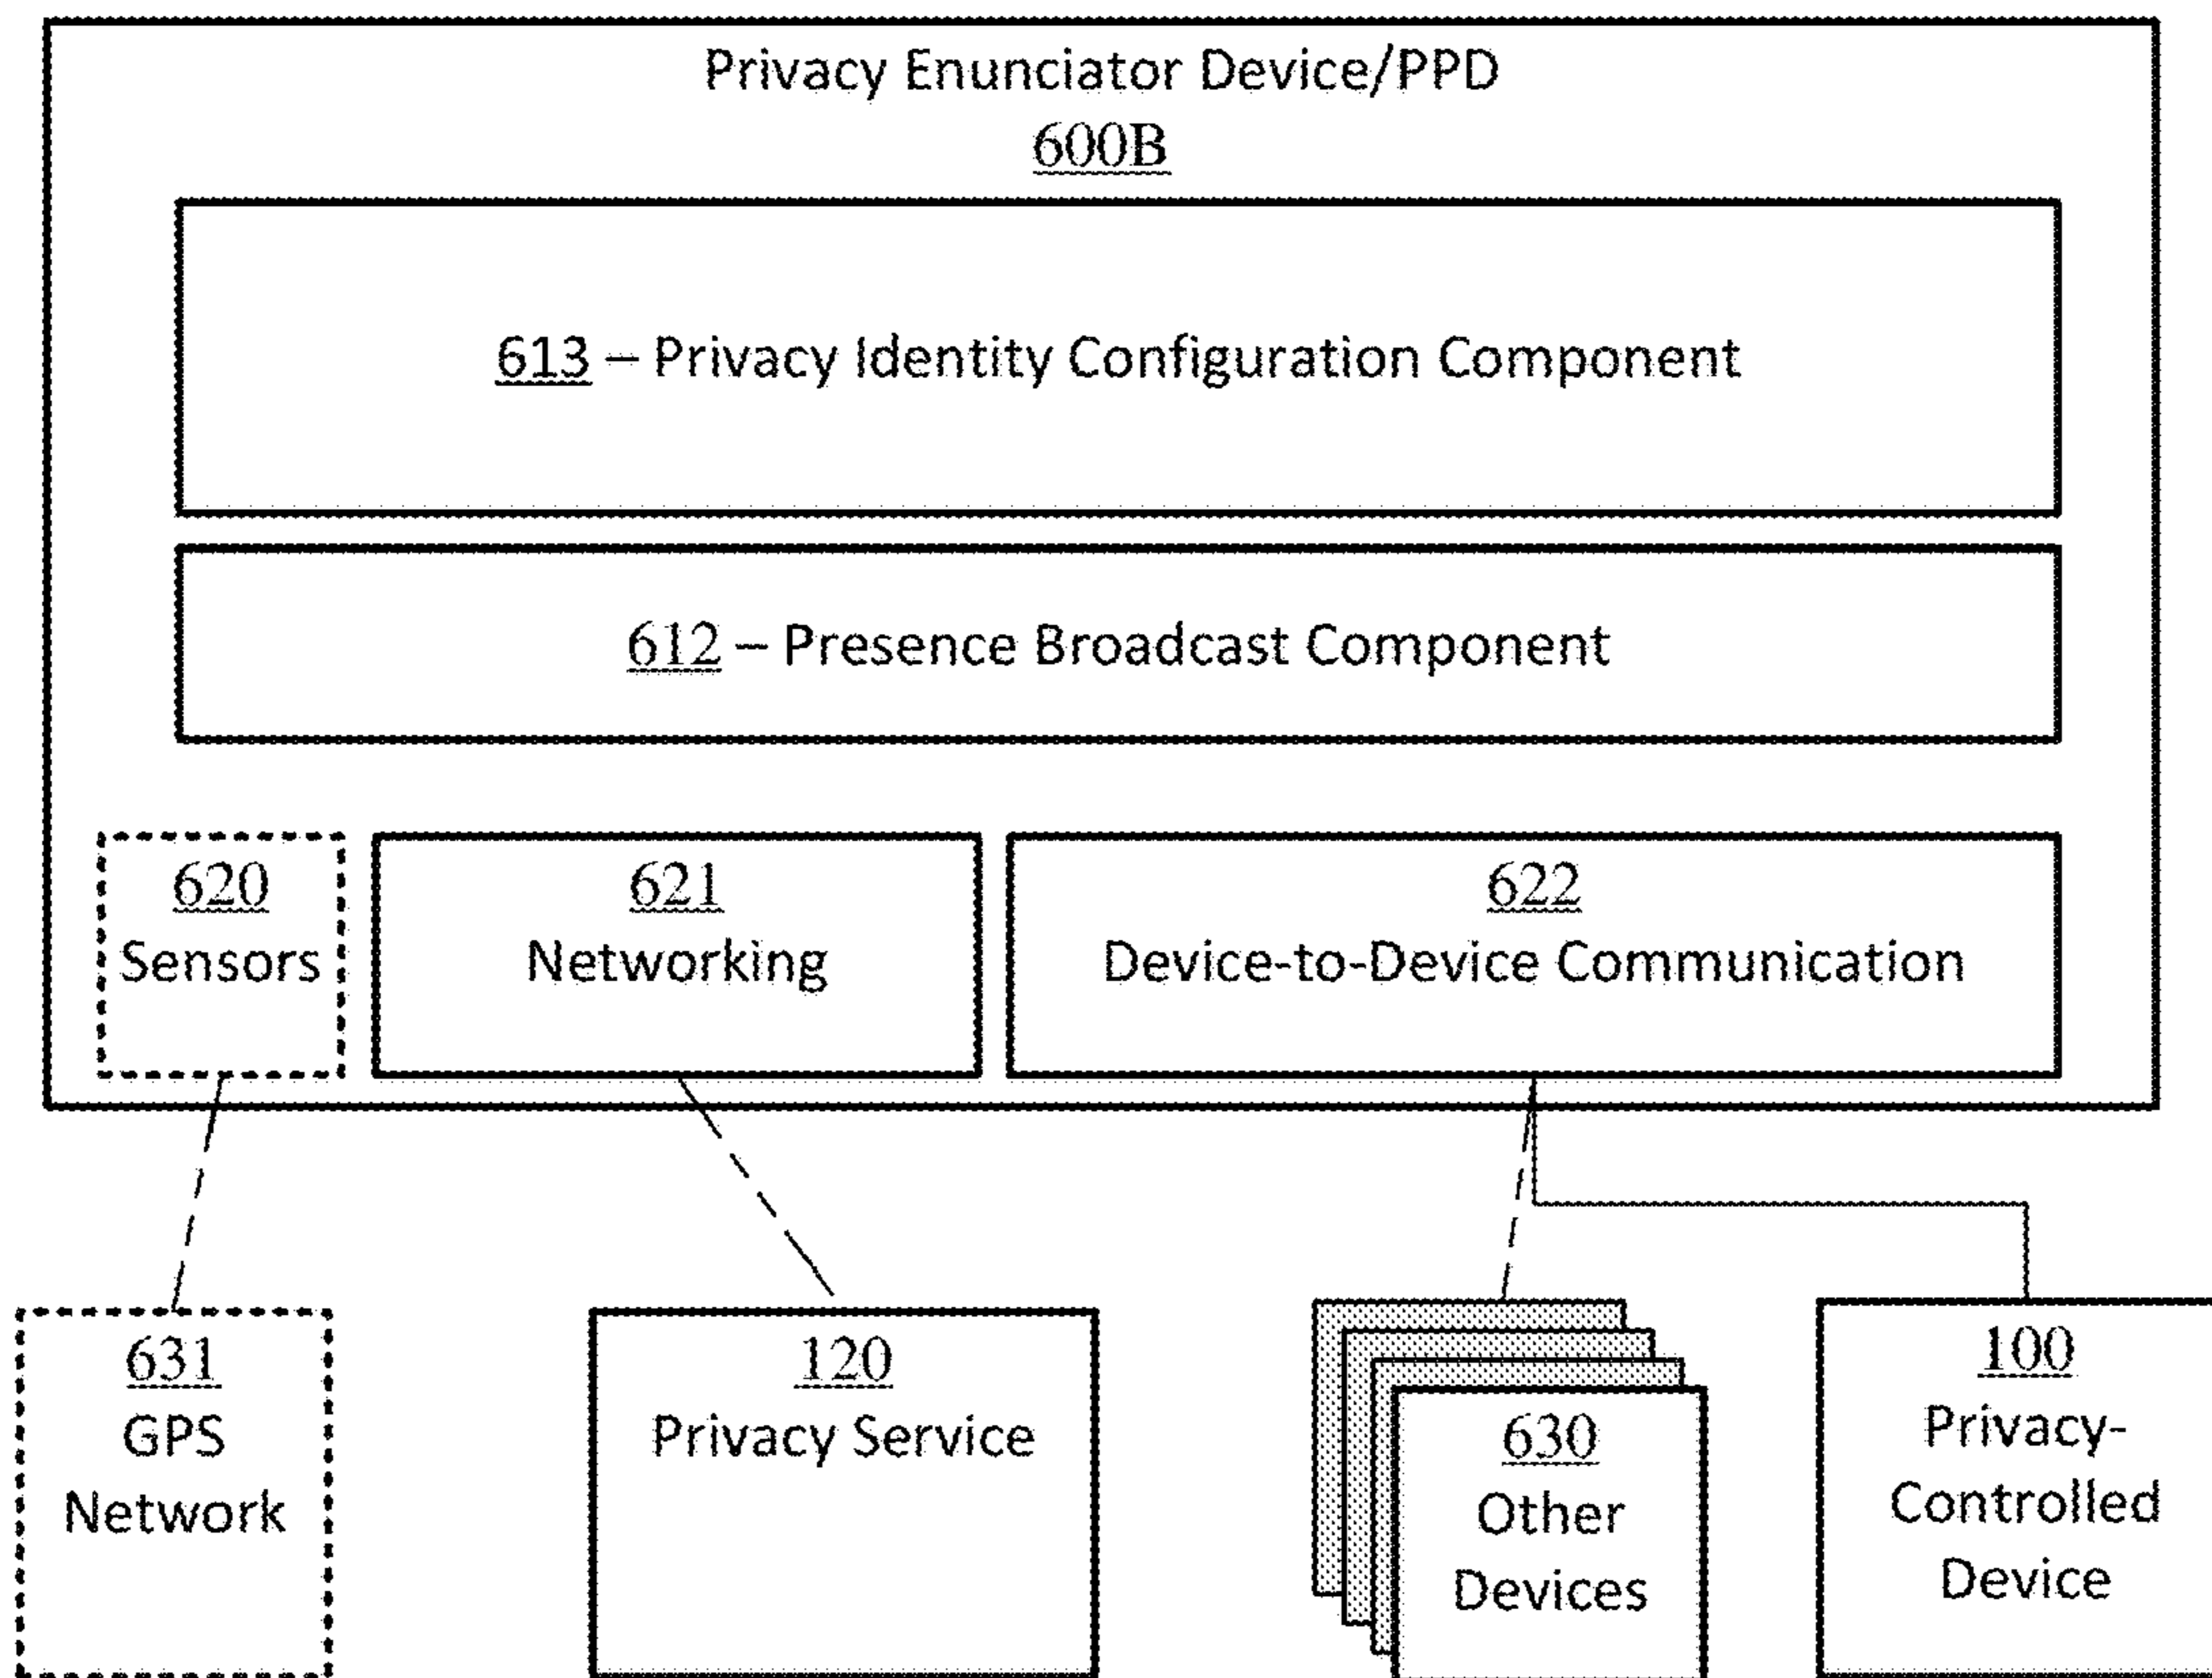 Privacy Enunciator Device/PPD
600B
613 – Privacy Identity Configuration Component
612 – Presence Broadcast Component
620
Sensors
621
Networking
622
Device-to-Device Communication
631
GPS
Network
120
Privacy Service
630
Other
Devices
100
Privacy-
Controlled
Device